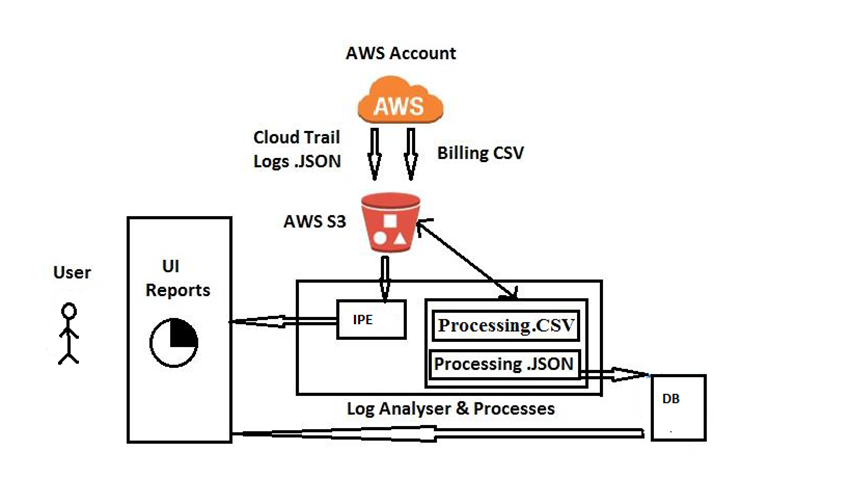 AWS Account
AWS
Cloud Trail
Logs .JSON
Billing CSV
AWS S3
User
UI
Reports
IPE
Processing.CSV
Processing .JSON
Log Analyser & Processes
DB